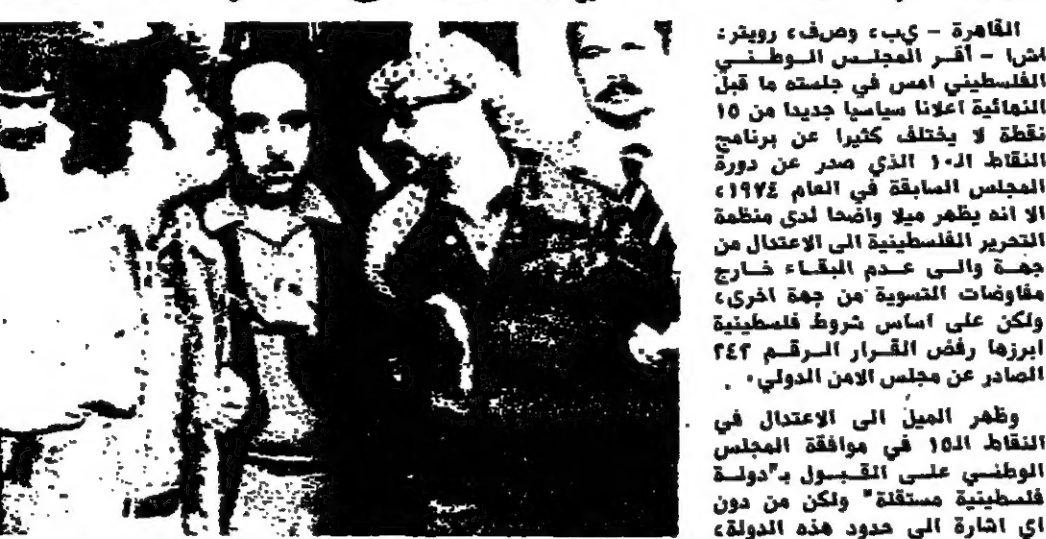 القاهرة – ي ب، و ص ف، رويتر،
اشا – أقر المجلس الوطني
الفلسطيني امس في جلسته ما قبل
النهائية اعلانا سياسيا جديدا من ١٥
نقطة لا يختلف كثيرا عن برنامج
النقاط الـ١٠ الذي صدر عن دورة
المجلس السابقة في العام ١٩٧٤،
الا انه يظهر ميلا واضحا لدى منظمة
التحرير الفلسطينية الى الاعتدال من
جهة والى عدم البقاء خارج
مفاوضات التسوية من جهة اخرى،
ولكن على اساس شروط فلسطينية
ابرزها رفض القرار الرقم ٢٤٢
الصادر عن مجلس الامن الدولي.
وظهر الميل الى الاعتدال في
النقاط الـ١٥ في موافقة المجلس
الوطني على القبول بـ"دولة
فلسطينية مستقلة" ولكن من دون
اي اشارة الى حدود هذه الدولة،